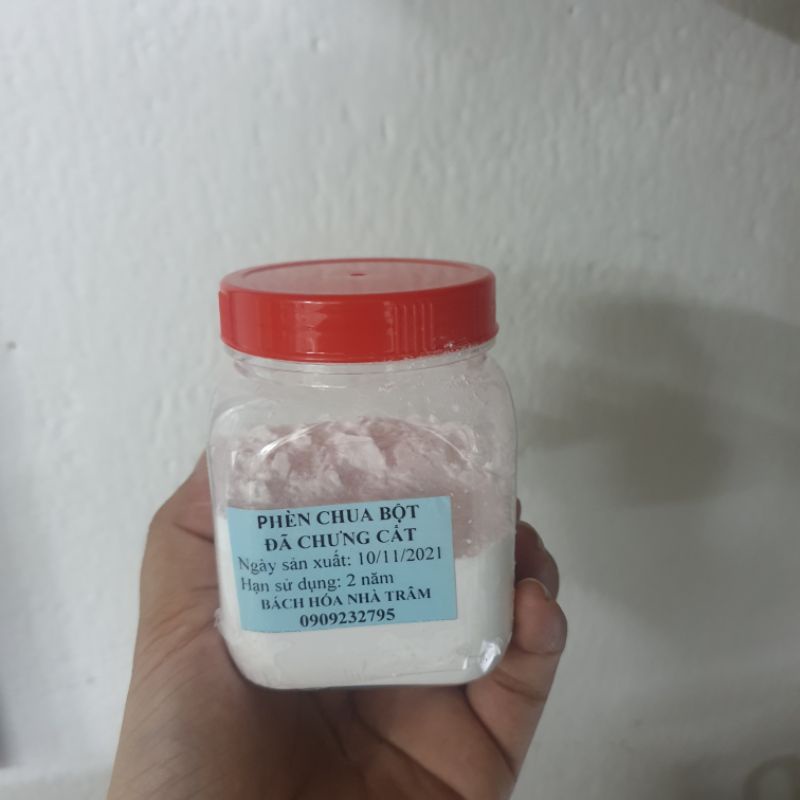 PHÈN CHUA BỘT
ĐÃ CHƯNG CẤT
Ngày sản xuất: 10/11/2021
Hạn sử dụng: 2 năm
BÁCH HÓA NHÀ TRÂM
0909232795